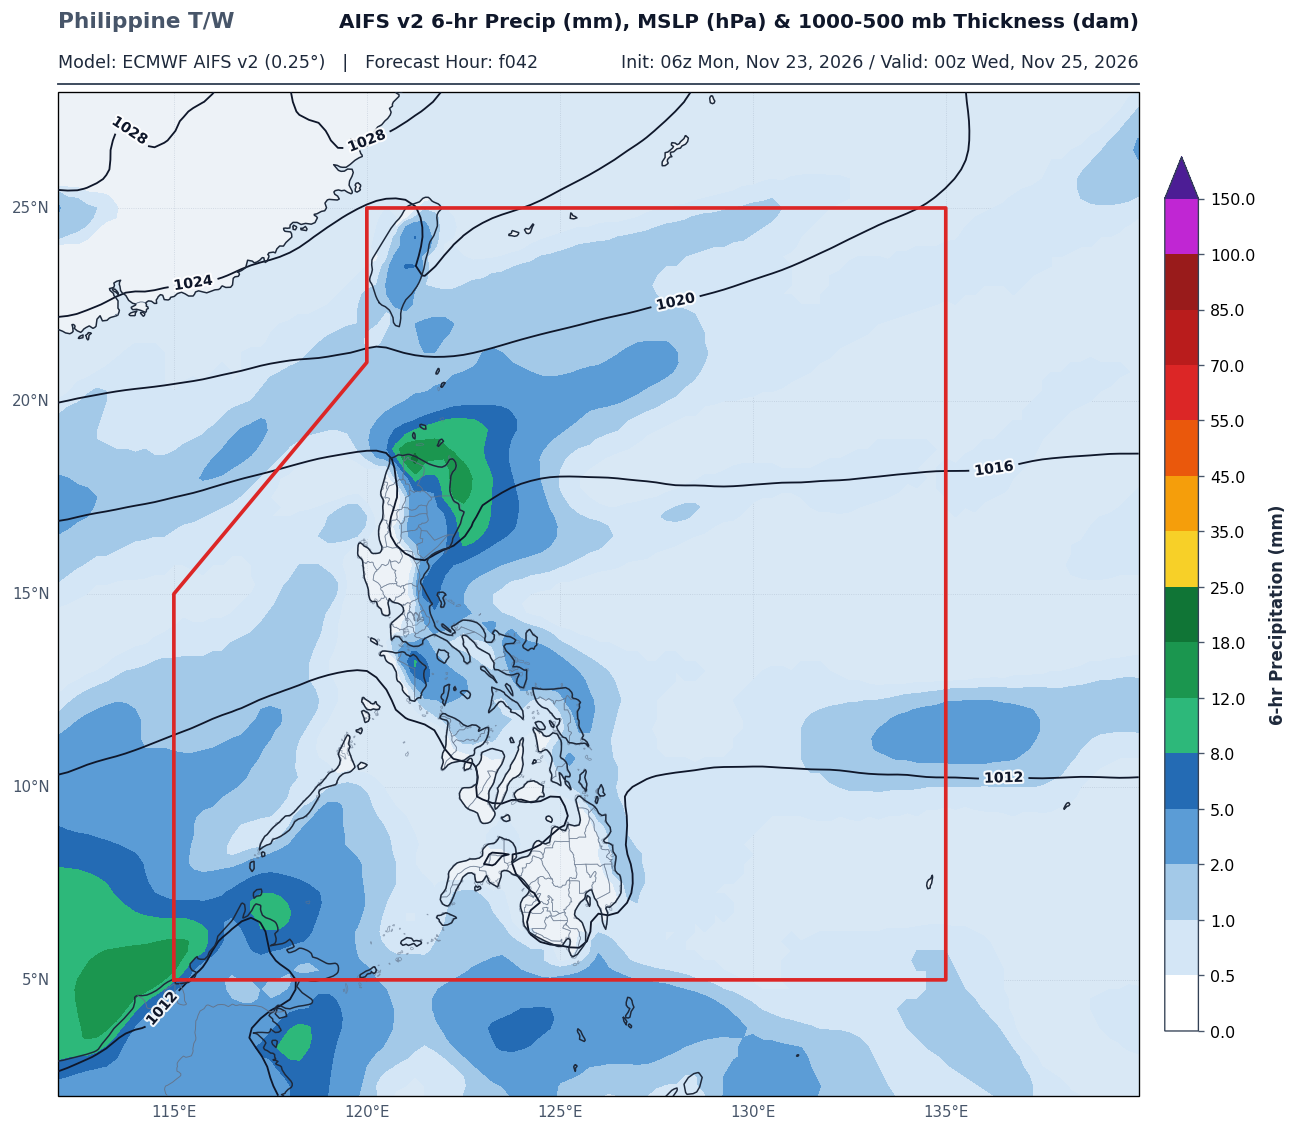 Philippine T/W
AIFS v2 6-hr Precip (mm), MSLP (hPa) & 1000-500 mb Thickness (dam)
Model: ECMWF AIFS v2 (0.25°) | Forecast Hour: f042
Init: 06z Mon, Nov 23, 2026 / Valid: 00z Wed, Nov 25, 2026
1028
1028
1024
1020
1016
1012
1012
25°N
20°N
15°N
10°N
5°N
115°E
120°E
125°E
130°E
135°E
150.0
100.0
85.0
70.0
55.0
45.0
35.0
25.0
18.0
12.0
8.0
5.0
2.0
1.0
0.5
0.0
6-hr Precipitation (mm)